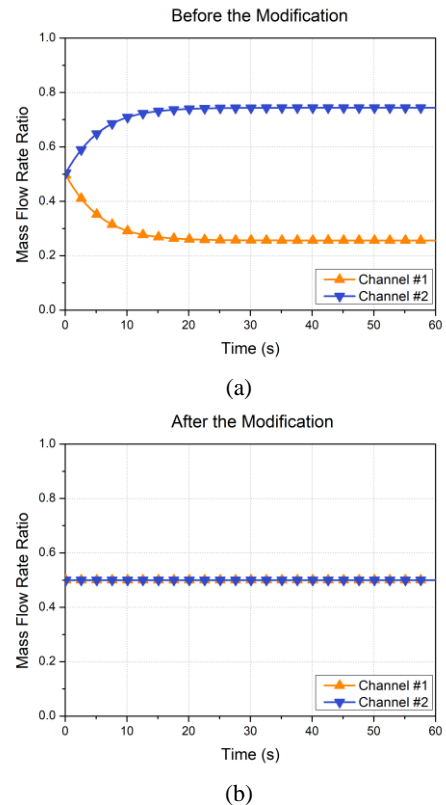 Before the Modification
1.0
0.8
0.6
0.4
0.2
0.0
Mass Flow Rate Ratio
Channel #1
Channel #2
0 10 20 30 40 50 60
Time (s)
(a)
After the Modification
1.0
0.8
0.6
0.4
0.2
0.0
Mass Flow Rate Ratio
Channel #1
Channel #2
0 10 20 30 40 50 60
Time (s)
(b)